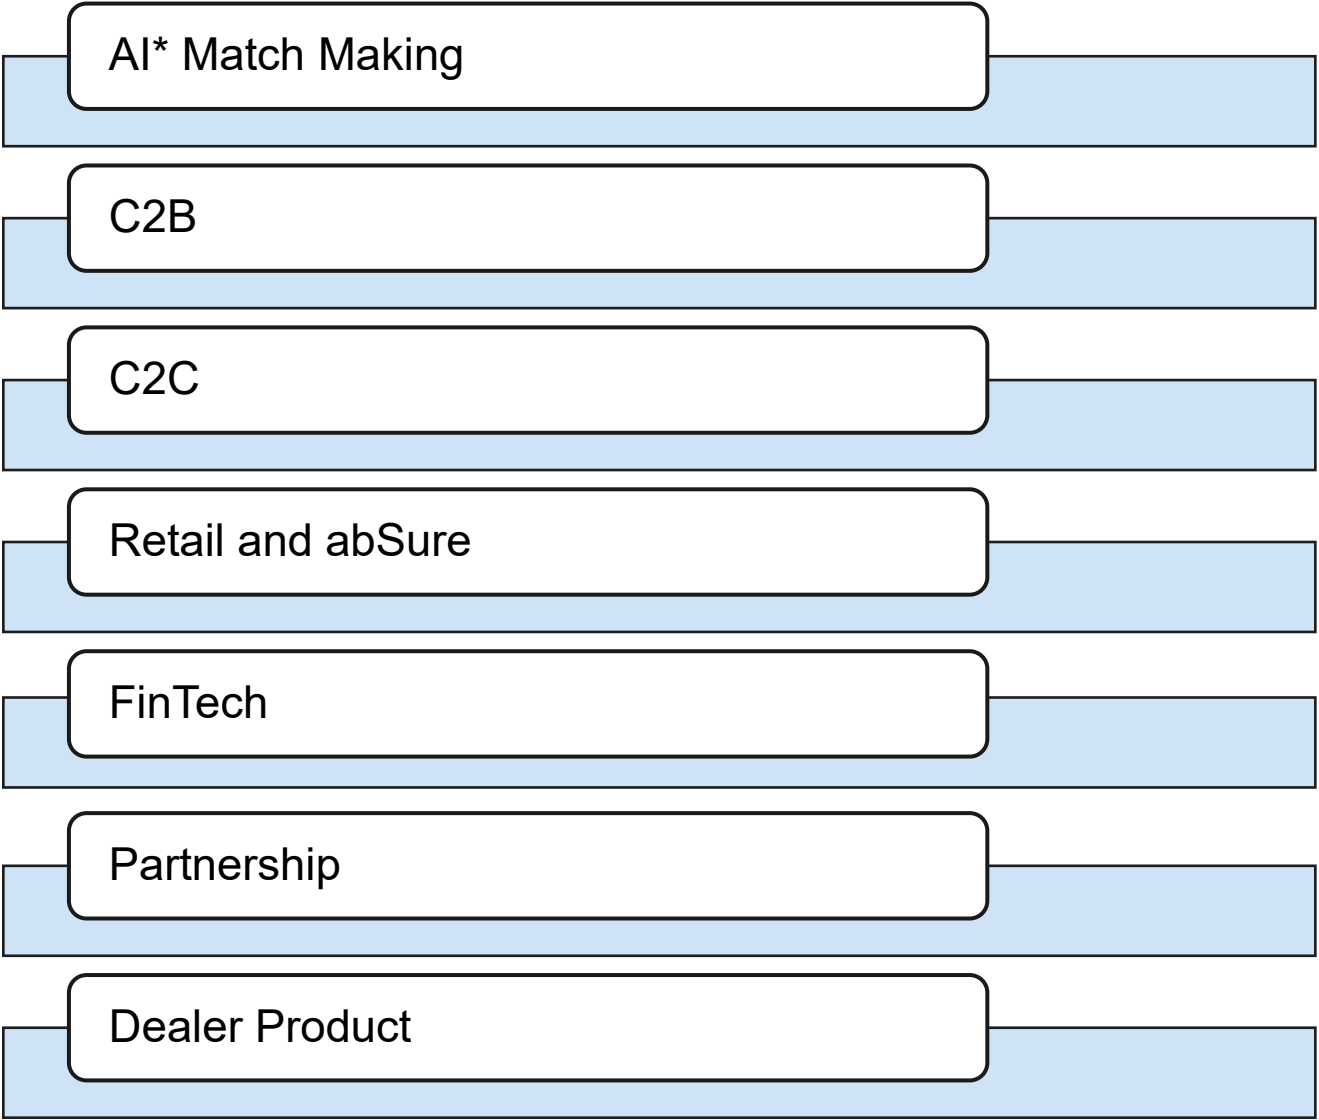 AI* Match Making
C2B
C2C
Retail and abSure
FinTech
Partnership
Dealer Product